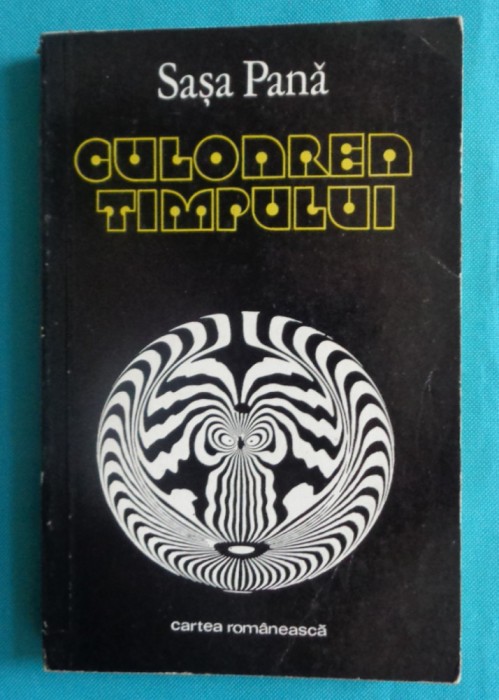 Sașa Pană
CULOAREA
TIMPULUI
cartea românească